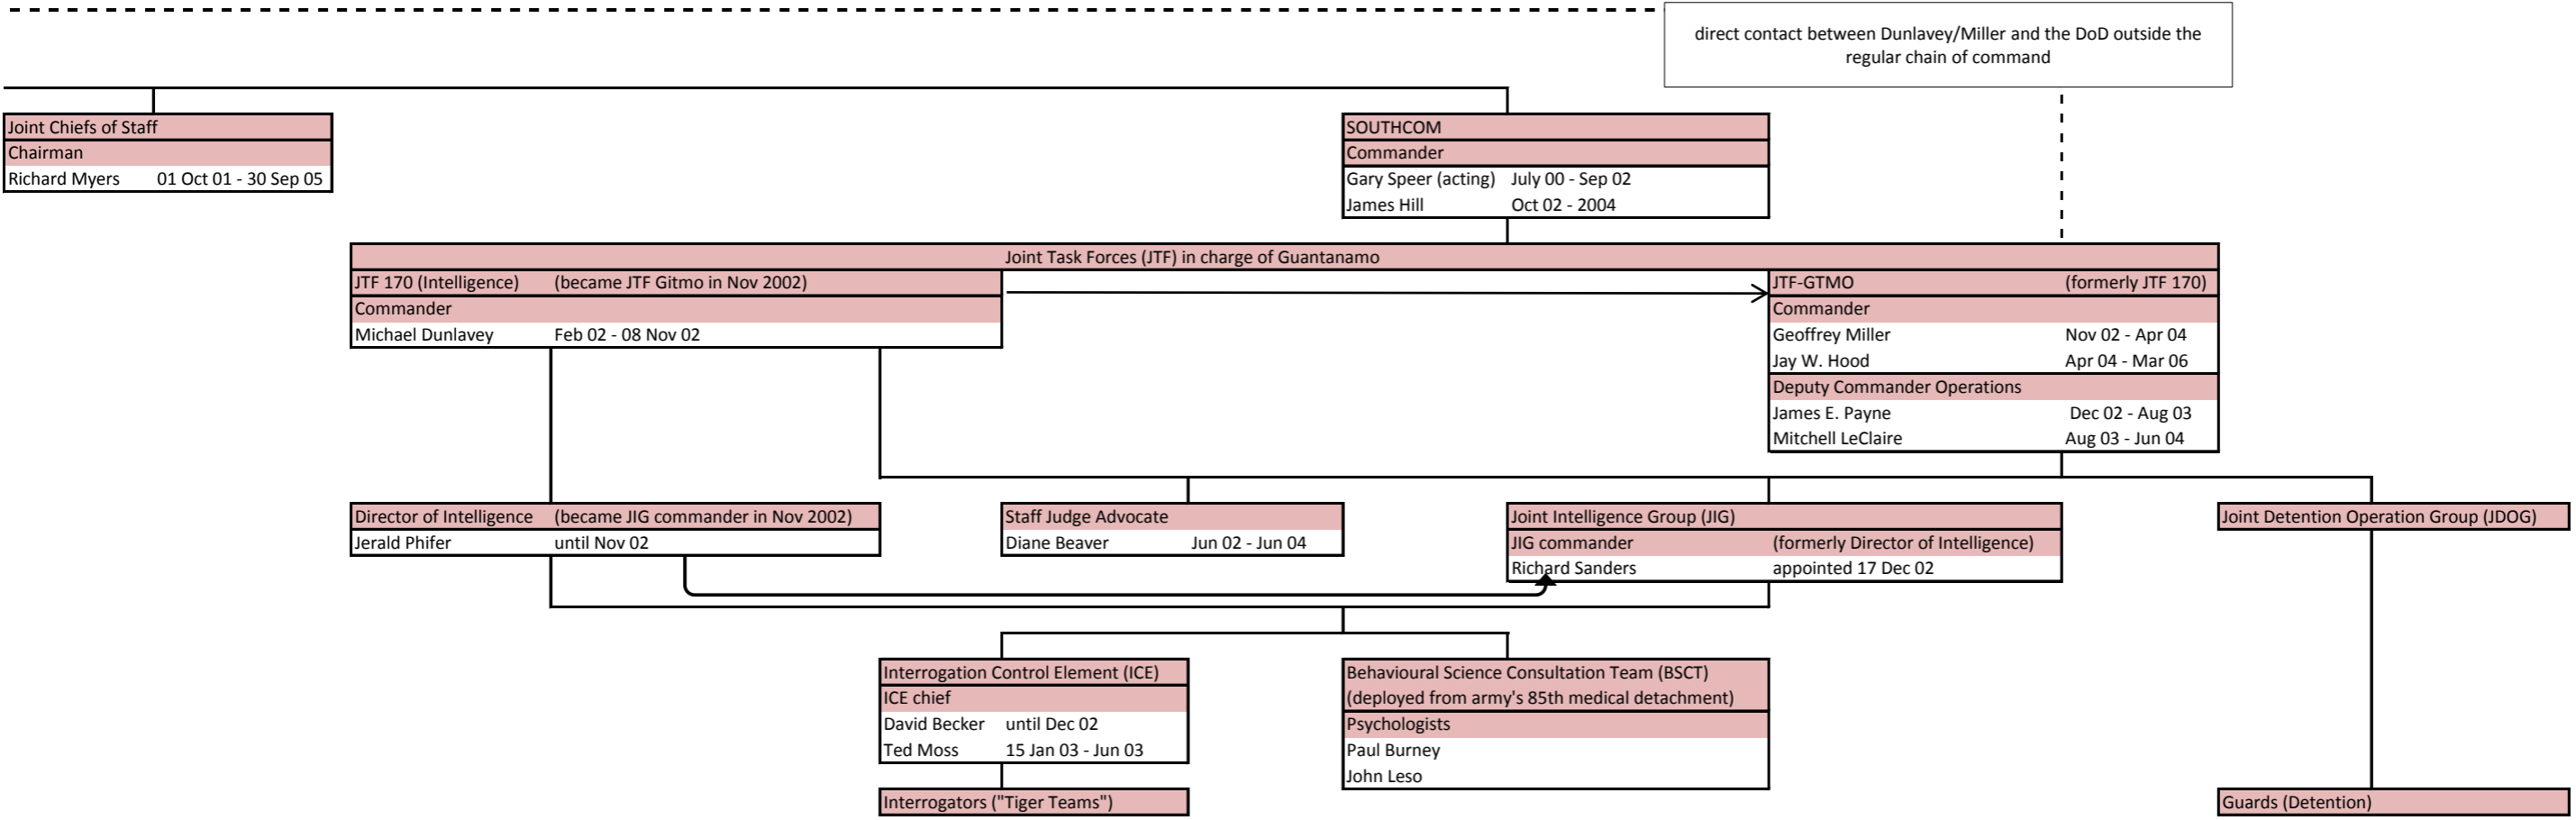 direct contact between Dunlavey/Miller and the DoD outside the
regular chain of command
Joint Chiefs of Staff
Chairman
Richard Myers 01 Oct 01 - 30 Sep 05
SOUTHCOM
Commander
Gary Speer (acting) July 00 - Sep 02
James Hill Oct 02 - 2004
Joint Task Forces (JTF) in charge of Guantanamo
JTF 170 (Intelligence) (became JTF Gitmo in Nov 2002)
Commander
Michael Dunlavey Feb 02 - 08 Nov 02
JTF-GTMO (formerly JTF 170)
Commander
Geoffrey Miller Nov 02 - Apr 04
Jay W. Hood Apr 04 - Mar 06
Deputy Commander Operations
James E. Payne Dec 02 - Aug 03
Mitchell LeClaire Aug 03 - Jun 04
Director of Intelligence (became JIG commander in Nov 2002)
Jerald Phifer until Nov 02
Staff Judge Advocate
Diane Beaver Jun 02 - Jun 04
Joint Intelligence Group (JIG)
JIG commander (formerly Director of Intelligence)
Richard Sanders appointed 17 Dec 02
Joint Detention Operation Group (JDOG)
Interrogation Control Element (ICE)
ICE chief
David Becker until Dec 02
Ted Moss 15 Jan 03 - Jun 03
Interrogators ("Tiger Teams")
Behavioural Science Consultation Team (BSCT)
(deployed from army's 85th medical detachment)
Psychologists
Paul Burney
John Leso
Guards (Detention)